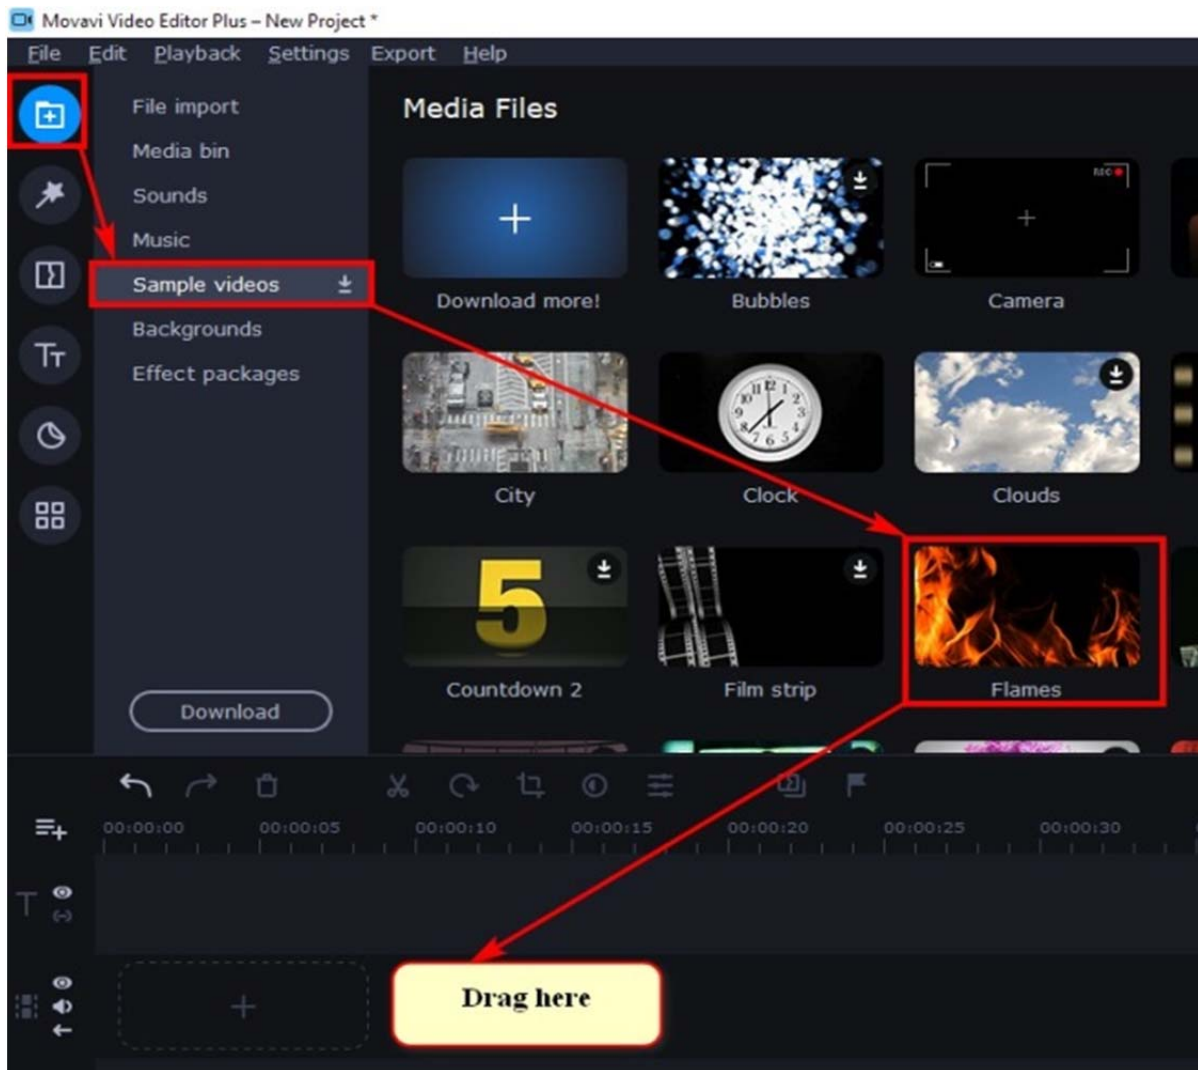 Movavi Video Editor Plus – New Project *
File Edit Playback Settings Export Help
File import
Media bin
Sounds
Music
Sample videos
Backgrounds
Effect packages
Download
Media Files
REC
Download more!
Bubbles
Camera
City
Clock
Clouds
5
Countdown 2
Film strip
Flames
00:00:00 00:00:05 00:00:10 00:00:15 00:00:20 00:00:25 00:00:30
Drag here